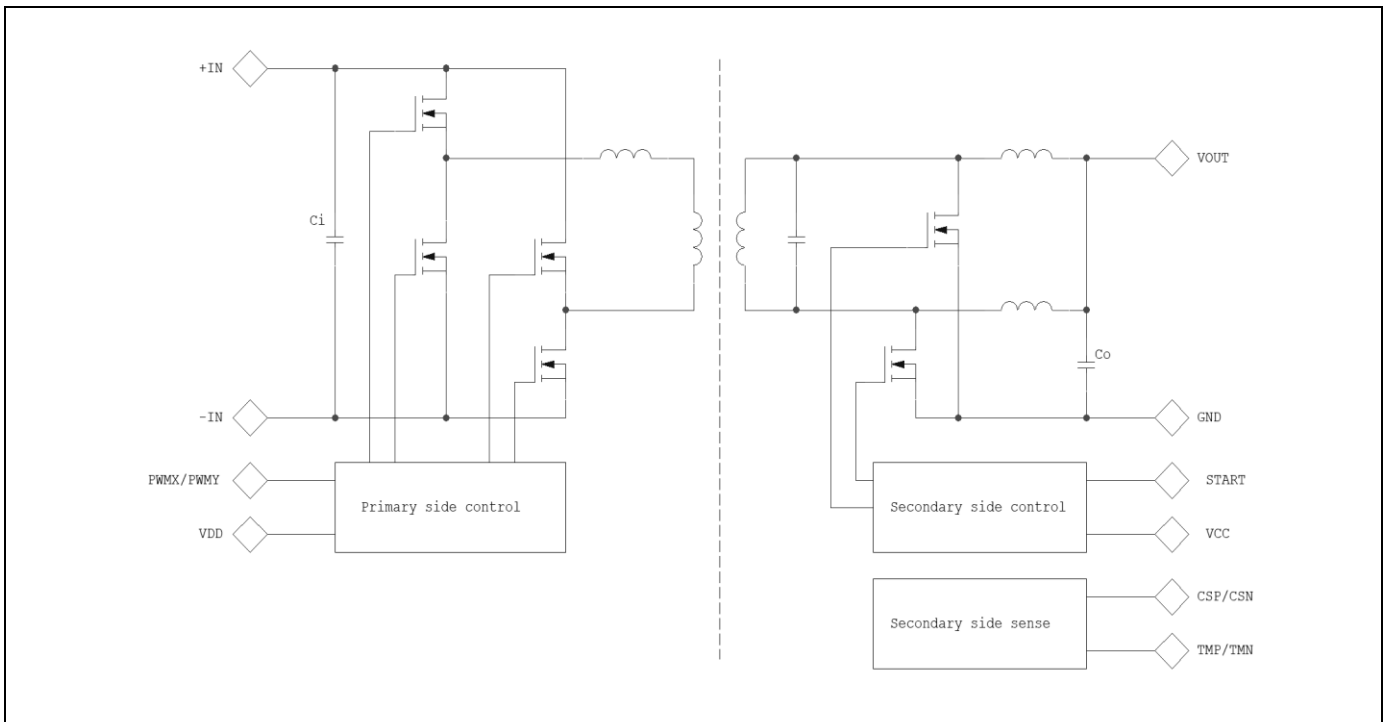 +IN
VOUT
Ci
Co
-IN
GND
PWMX/PWMY
Primary side control
Secondary side control
START
VDD
VCC
Secondary side sense
CSP/CSN
TMP/TMN